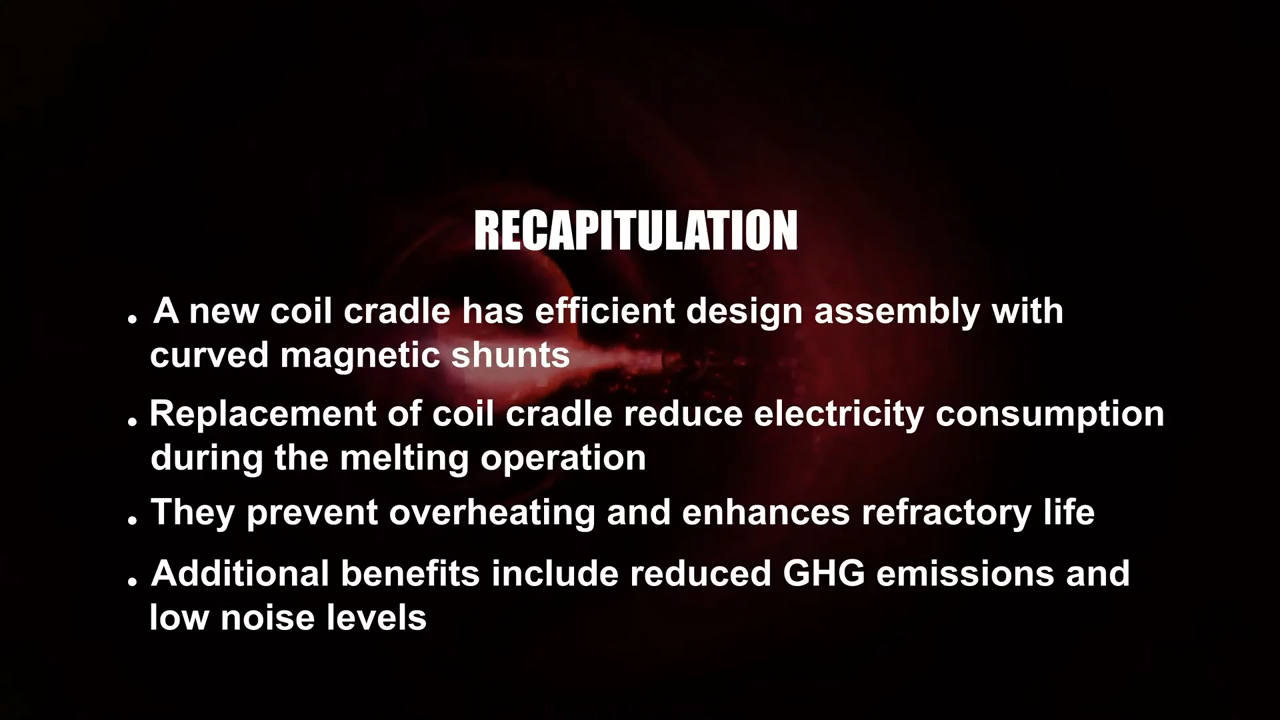 RECAPITULATION
. A new coil cradle has efficient design assembly with
curved magnetic shunts
. Replacement of coil cradle reduce electricity consumption
during the melting operation
. They prevent overheating and enhances refractory life
. Additional benefits include reduced GHG emissions and
low noise levels